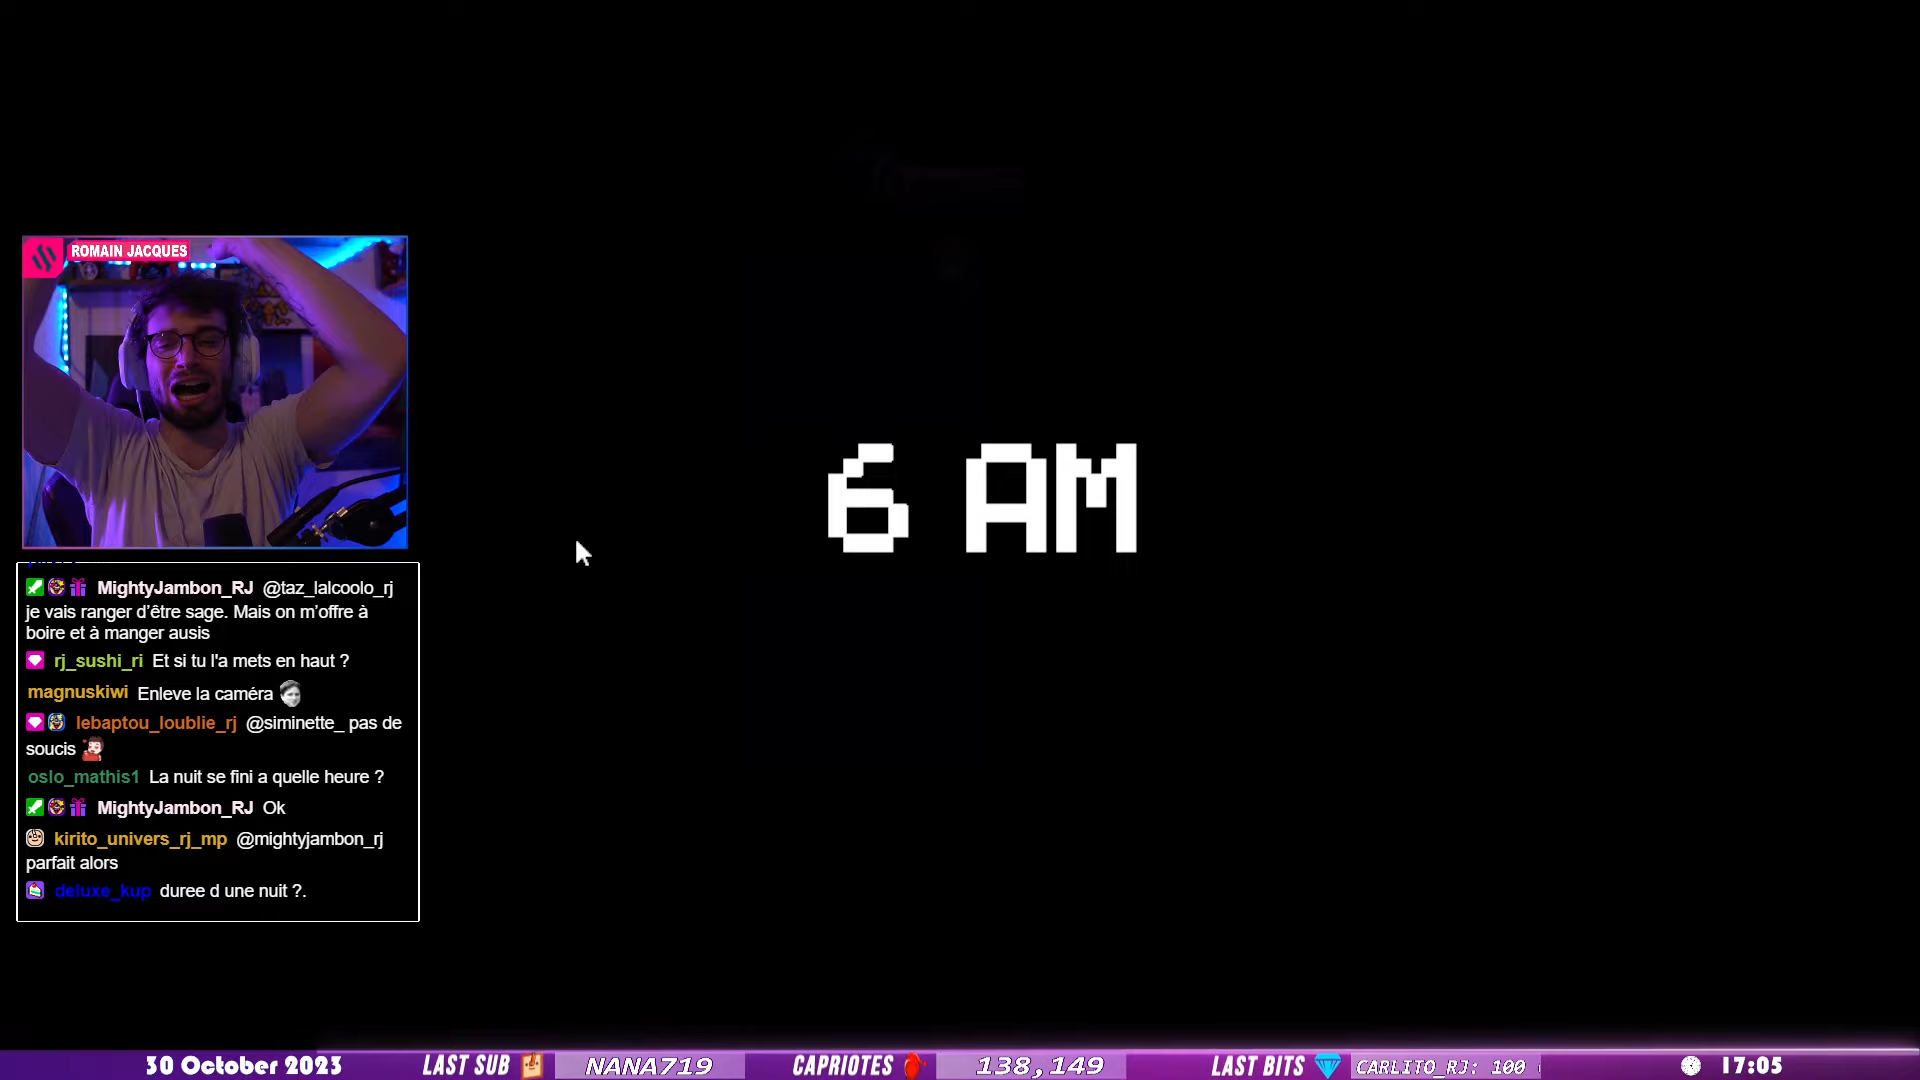 ROMAIN JACQUES
6 AM
MightyJambon_RJ @taz_lalcoolo_rj
je vais ranger d’être sage. Mais on m’offre à
boire et à manger ausis
rj_sushi_ri Et si tu l'a mets en haut ?
magnuskiwi Enleve la caméra
lebaptou_loublie_rj @siminette_ pas de
soucis
oslo_mathis1 La nuit se fini a quelle heure ?
MightyJambon_RJ Ok
kirito_univers_rj_mp @mightyjambon_rj
parfait alors
deluxe_kup duree d une nuit ?.
30 October 2023 LAST SUB NANA719 CAPRIOTES 138,149 LAST BITS CARLITO_RJ: 100 17:05